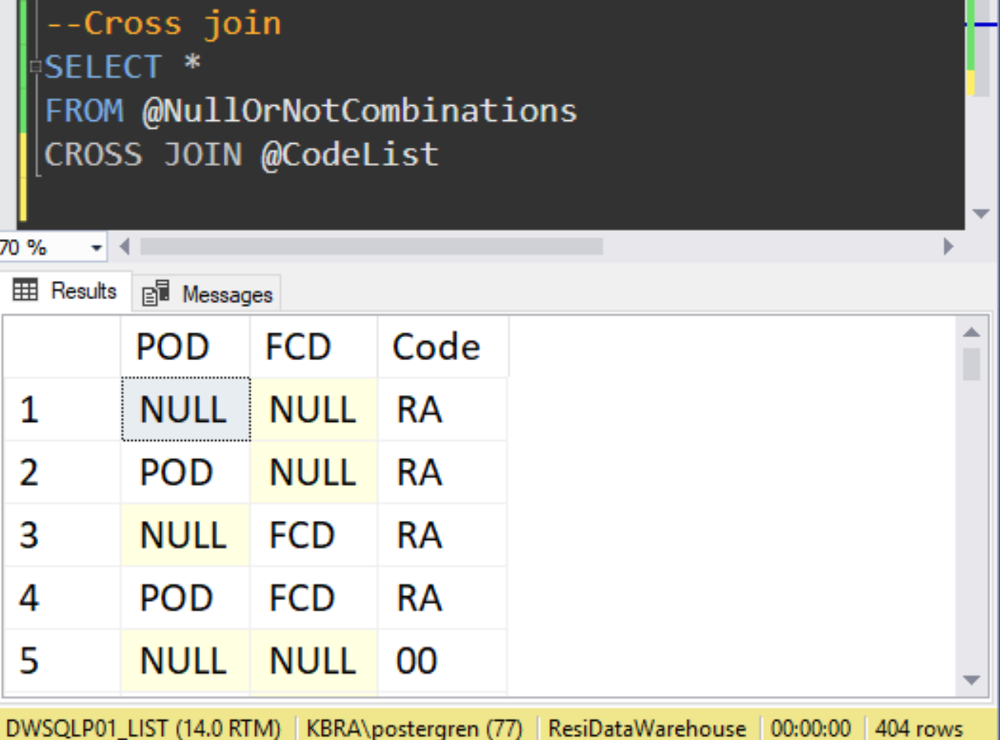 --Cross join
SELECT *
FROM @NullOrNotCombinations
CROSS JOIN @CodeList
70 %
Results Messages
POD FCD Code
1 NULL NULL RA
2 POD NULL RA
3 NULL FCD RA
4 POD FCD RA
5 NULL NULL 00
DWSQLP01_LIST (14.0 RTM) KBRA\postergren (77) ResiDataWarehouse 00:00:00 404 rows